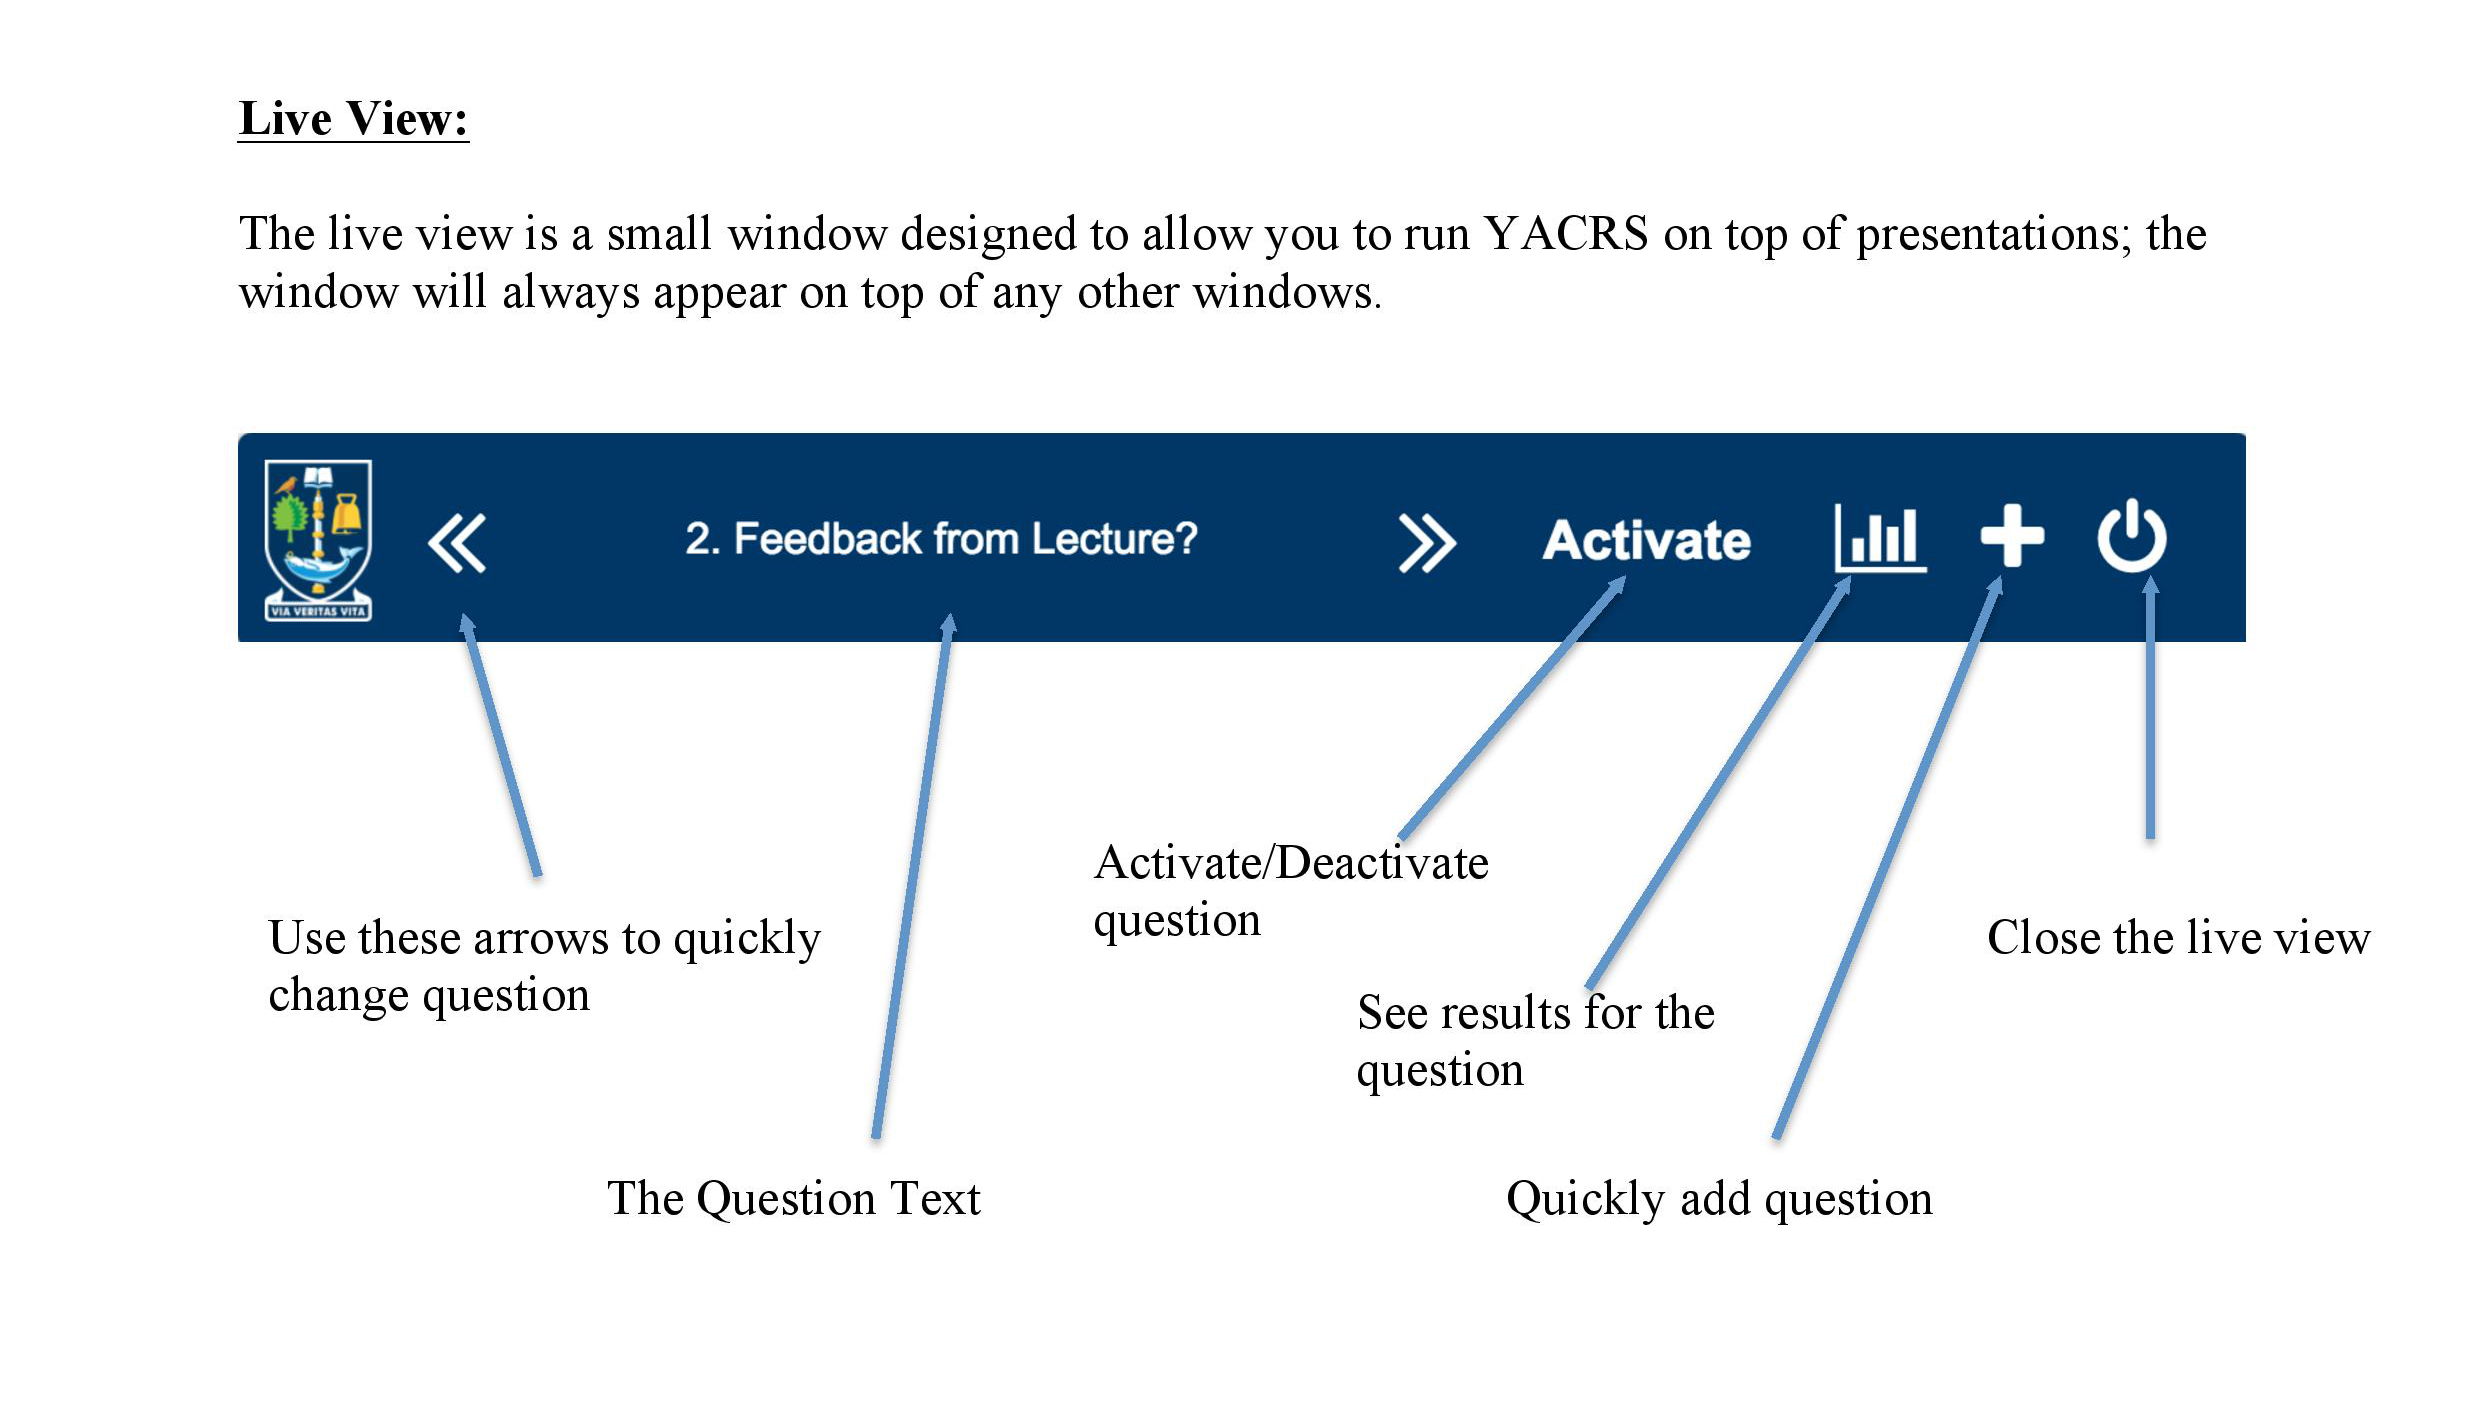 Live View:
The live view is a small window designed to allow you to run YACRS on top of presentations; the
window will always appear on top of any other windows.
2. Feedback from Lecture?
Activate
VIA VERITAS VITA
Activate/Deactivate
question
Use these arrows to quickly
change question
Close the live view
See results for the
question
The Question Text
Quickly add question